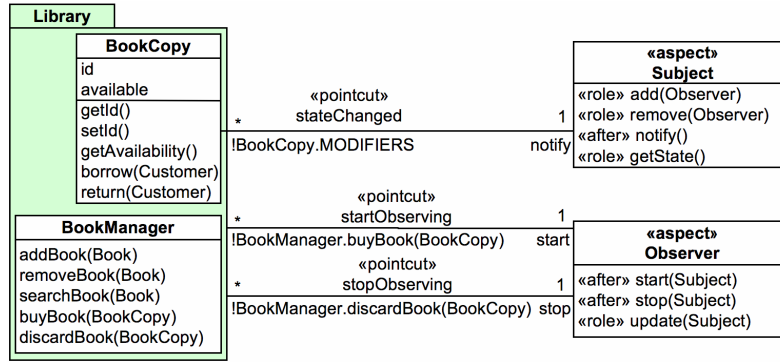 Library
BookCopy
id
available
getId()
setId()
getAvailability()
borrow(Customer)
return(Customer)
BookManager
addBook(Book)
removeBook(Book)
searchBook(Book)
buyBook(BookCopy)
discardBook(BookCopy)
«pointcut»
* stateChanged 1
!BookCopy.MODIFIERS notify
«pointcut»
* startObserving 1
!BookManager.buyBook(BookCopy) start
«pointcut»
* stopObserving 1
!BookManager.discardBook(BookCopy) stop
«aspect»
Subject
«role» add(Observer)
«role» remove(Observer)
«after» notify()
«role» getState()
«aspect»
Observer
«after» start(Subject)
«after» stop(Subject)
«role» update(Subject)